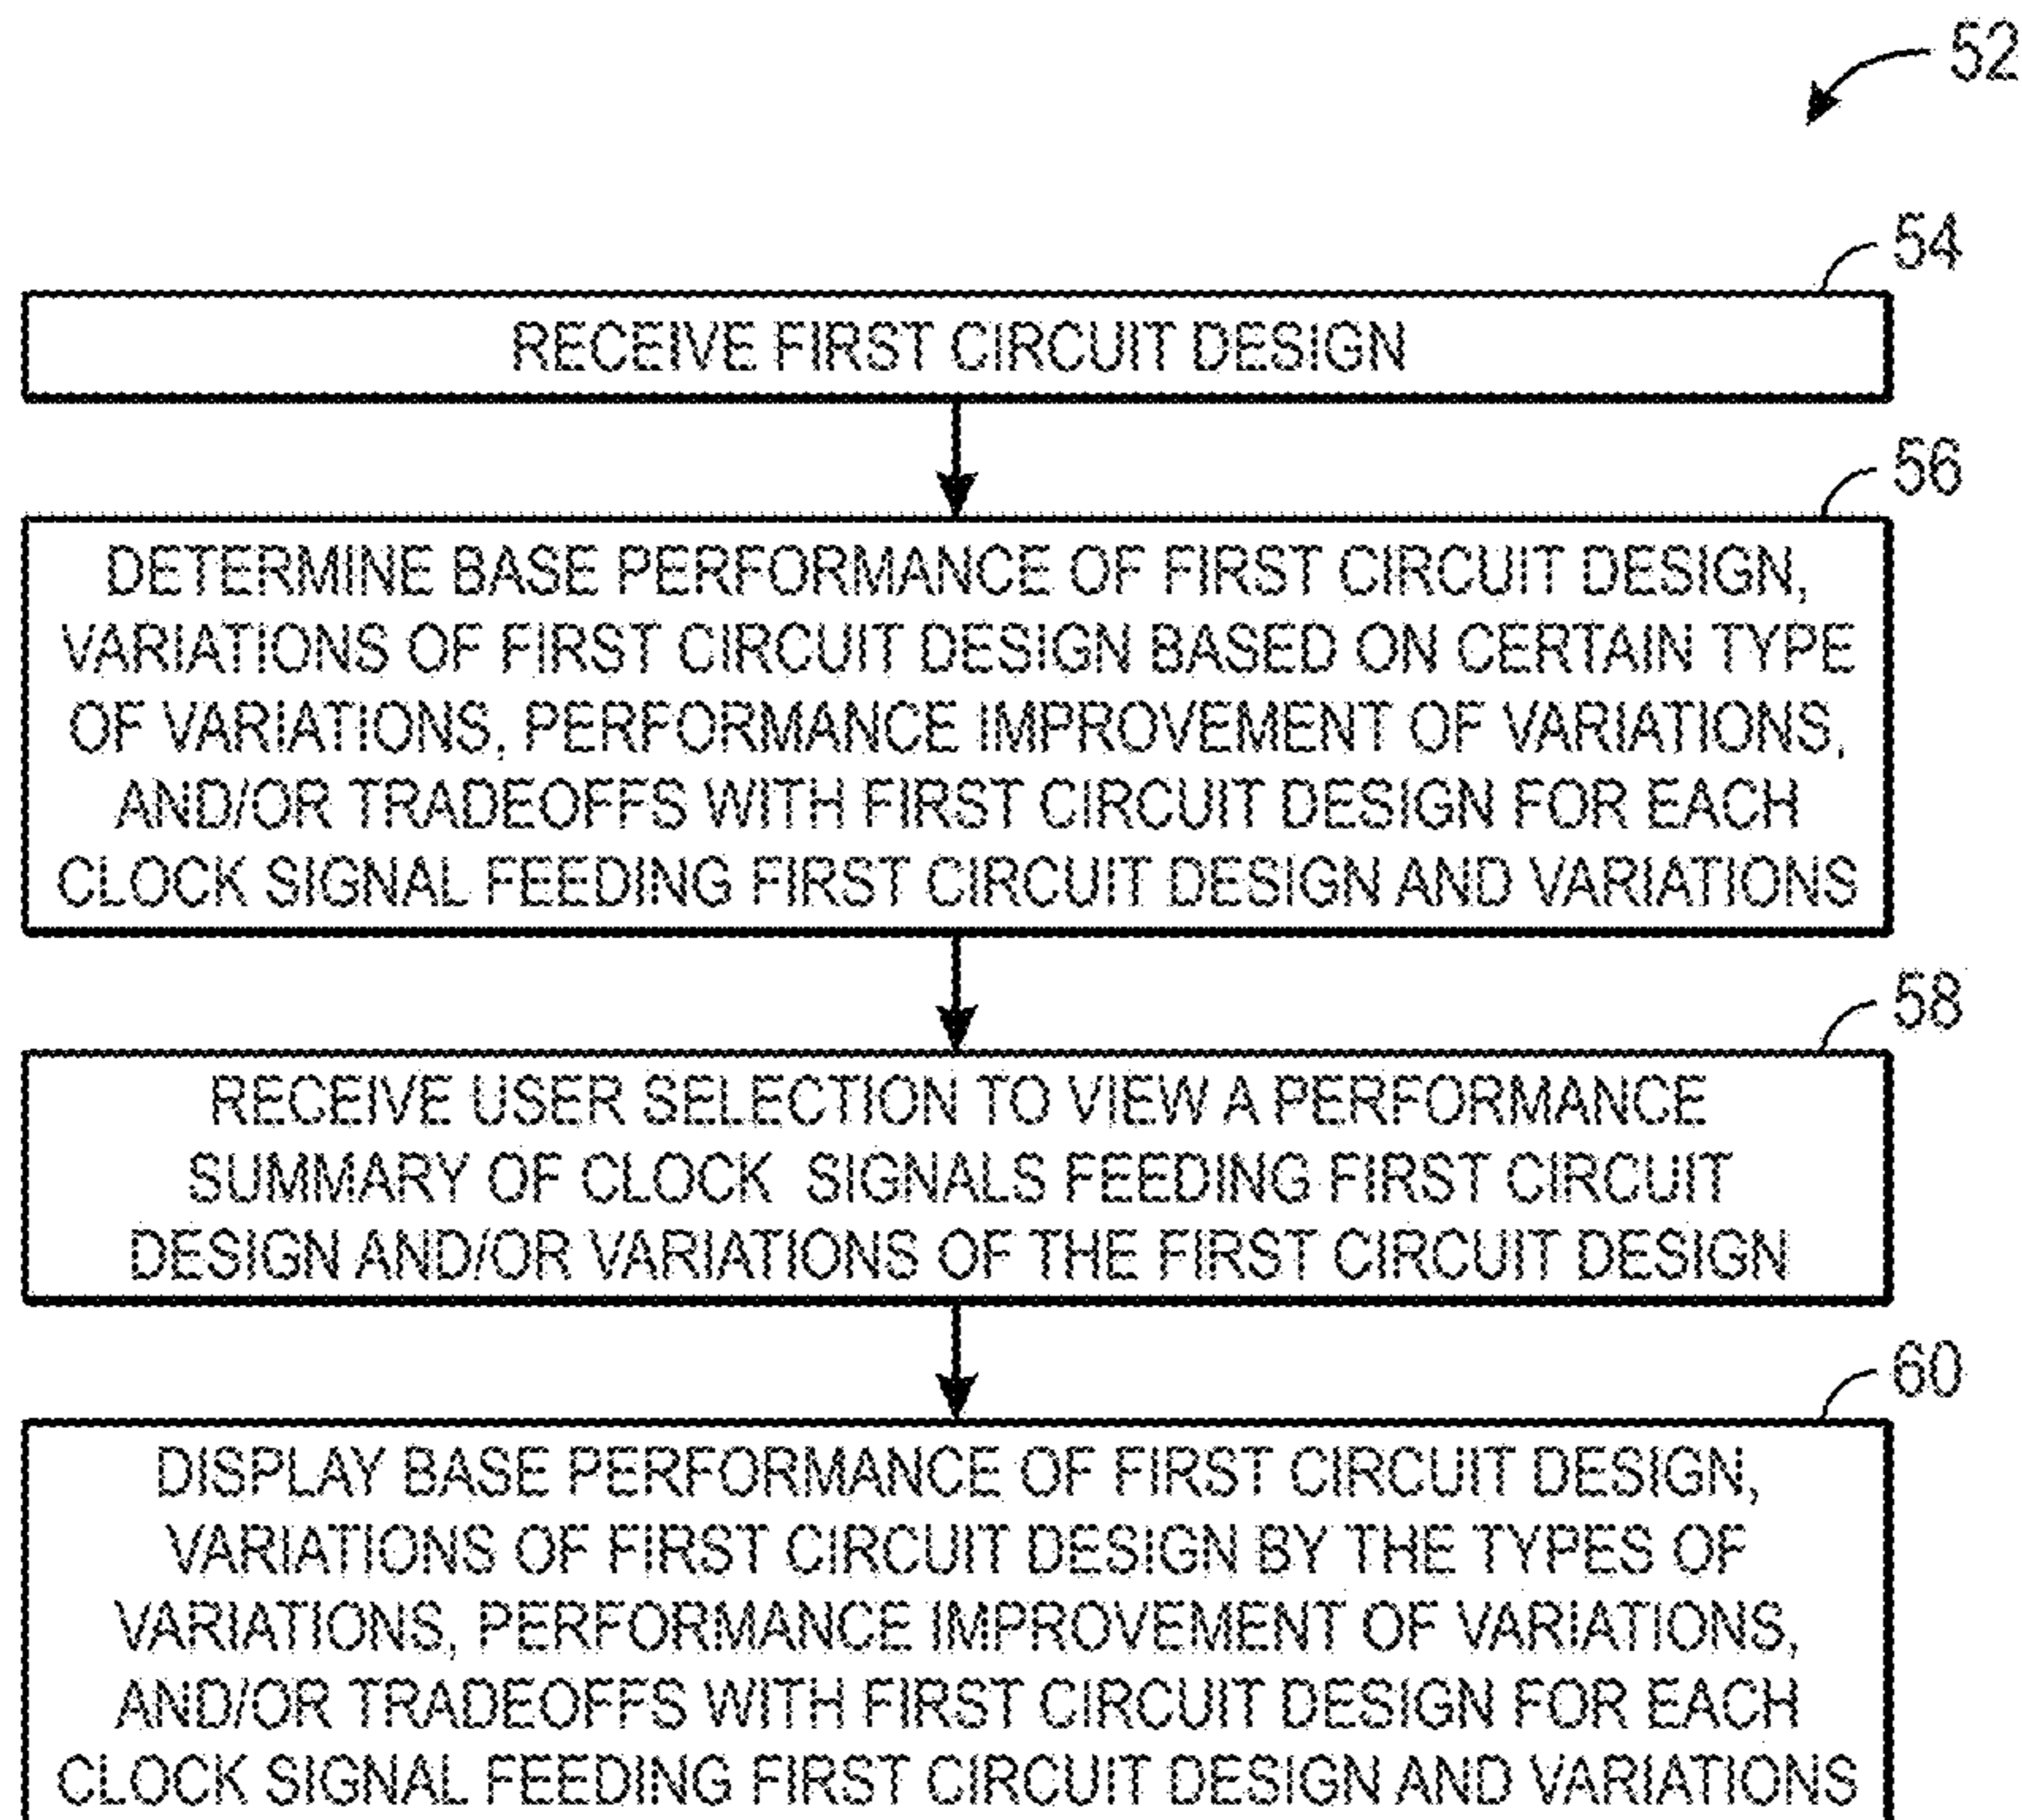 52
54
RECEIVE FIRST CIRCUIT DESIGN
56
DETERMINE BASE PERFORMANCE OF FIRST CIRCUIT DESIGN,
VARIATIONS OF FIRST CIRCUIT DESIGN BASED ON CERTAIN TYPE
OF VARIATIONS, PERFORMANCE IMPROVEMENT OF VARIATIONS,
AND/OR TRADEOFFS WITH FIRST CIRCUIT DESIGN FOR EACH
CLOCK SIGNAL FEEDING FIRST CIRCUIT DESIGN AND VARIATIONS
58
RECEIVE USER SELECTION TO VIEW A PERFORMANCE
SUMMARY OF CLOCK SIGNALS FEEDING FIRST CIRCUIT
DESIGN AND/OR VARIATIONS OF THE FIRST CIRCUIT DESIGN
60
DISPLAY BASE PERFORMANCE OF FIRST CIRCUIT DESIGN,
VARIATIONS OF FIRST CIRCUIT DESIGN BY THE TYPES OF
VARIATIONS, PERFORMANCE IMPROVEMENT OF VARIATIONS,
AND/OR TRADEOFFS WITH FIRST CIRCUIT DESIGN FOR EACH
CLOCK SIGNAL FEEDING FIRST CIRCUIT DESIGN AND VARIATIONS